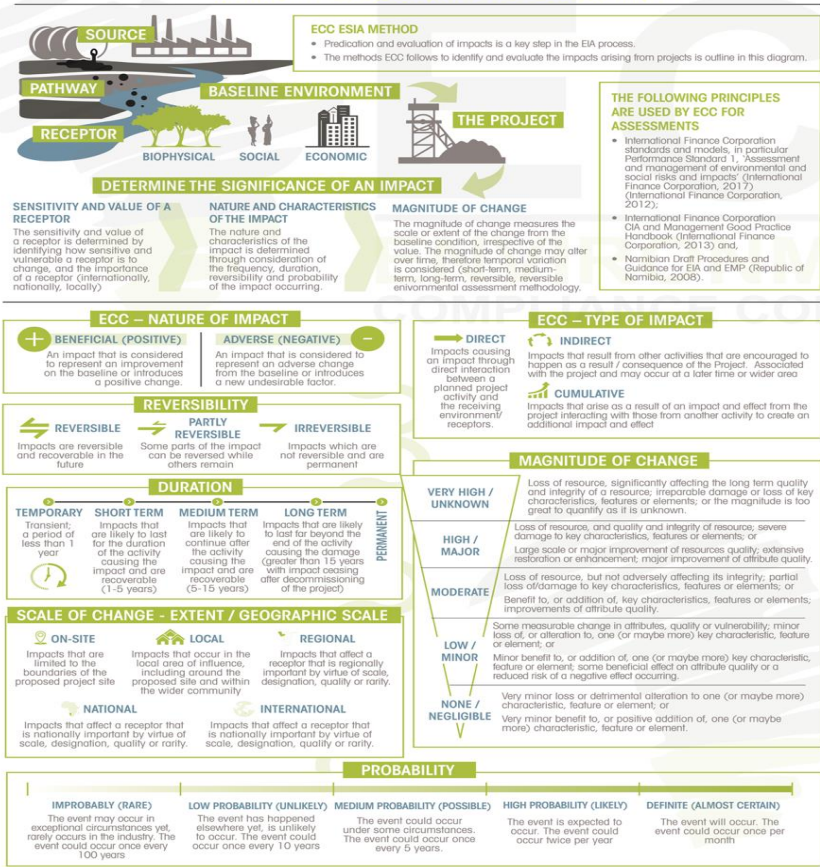 SOURCE
PATHWAY
RECEPTOR
BASELINE ENVIRONMENT
BIOPHYSICAL
SOCIAL
ECONOMIC
THE PROJECT
ECC ESIA METHOD
• Predication and evaluation of impacts is a key step in the EIA process.
• The methods ECC follows to identify and evaluate the impacts arising from projects is outline in this diagram.
THE FOLLOWING PRINCIPLES
ARE USED BY ECC FOR
ASSESSMENTS
• International Finance Corporation
standards and models, in particular
Performance Standard 1, 'Assessment
and management of environmental and
social risks and impacts' (International
Finance Corporation, 2017)
(International Finance Corporation,
2012);
• International Finance Corporation
CIA and Management Good Practice
Handbook (International Finance
Corporation, 2013) and,
• Namibian Draft Procedures and
Guidance for EIA and EMP (Republic of
Namibia, 2008).
DETERMINE THE SIGNIFICANCE OF AN IMPACT
SENSITIVITY AND VALUE OF A
RECEPTOR
The sensitivity and value of
a receptor is determined by
identifying how sensitive and
vulnerable a receptor is to
change, and the importance
of a receptor (internationally,
nationally, locally)
NATURE AND CHARACTERISTICS
OF THE IMPACT
The nature and
characteristics of the
impact is determined
through consideration of
the frequency, duration,
reversibility and probability
of the impact occurring.
MAGNITUDE OF CHANGE
The magnitude of change measures the
scale or extent of the change from the
baseline condition, irrespective of the
value. The magnitude of change may alter
over time, therefore temporal variation
is considered (short-term, medium-
term, long-term, reversible, reversible
enivornmental assessment methodology.
ECC – NATURE OF IMPACT
+
BENEFICIAL (POSITIVE)
An impact that is considered
to represent an improvement
on the baseline or introduces
a positive change.
ADVERSE (NEGATIVE)
-
An impact that is considered to
represent an adverse change
from the baseline or introduces
a new undesirable factor.
REVERSIBILITY
REVERSIBLE
Impacts are reversible
and recoverable in the
future
PARTLY
REVERSIBLE
Some parts of the impact
can be reversed while
others remain
IRREVERSIBLE
Impacts which are
not reversible and are
permanent
DURATION
TEMPORARY
Transient;
a period of
less than 1
year
SHORT TERM
Impacts that
are likely to last
for the duration
of the activity
causing the
impact and are
recoverable
(1-5 years)
MEDIUM TERM
Impacts that
are likely to
continue after
the activity
causing the
impact and are
recoverable
(5-15 years)
LONG TERM
Impacts that are likely
to last far beyond the
end of the activity
causing the damage
(greater than 15 years
with impact ceasing
after decommissioning
of the project)
PERMANENT
SCALE OF CHANGE - EXTENT / GEOGRAPHIC SCALE
ON-SITE
Impacts that are
limited to the
boundaries of the
proposed project site
LOCAL
Impacts that occur in the
local area of influence,
including around the
proposed site and within
the wider community
REGIONAL
Impacts that affect a
receptor that is regionally
important by virtue of scale,
designation, quality or rarity.
NATIONAL
Impacts that affect a receptor that
is nationally important by virtue of
scale, designation, quality or rarity.
INTERNATIONAL
Impacts that affect a receptor that
is nationally important by virtue of
scale, designation, quality or rarity.
ECC – TYPE OF IMPACT
DIRECT
Impacts causing
an impact through
direct interaction
between a
planned project
activity and
the receiving
environment/
receptors.
INDIRECT
Impacts that result from other activities that are encouraged to
happen as a result / consequence of the Project. Associated
with the project and may occur at a later time or wider area
CUMULATIVE
Impacts that arise as a result of an impact and effect from the
project interacting with those from another activity to create an
additional impact and effect
MAGNITUDE OF CHANGE
VERY HIGH /
UNKNOWN
Loss of resource, significantly affecting the long term quality
and integrity of a resource; irreparable damage or loss of key
characteristics, features or elements; or the magnitude is too
great to quantify as it is unknown.
HIGH /
MAJOR
Loss of resource, and quality and integrity of resource; severe
damage to key characteristics, features or elements; or
Large scale or major improvement of resources quality; extensive
restoration or enhancement; major improvement of attribute quality.
MODERATE
Loss of resource, but not adversely affecting its integrity; partial
loss of/damage to key characteristics, features or elements; or
Benefit to, or addition of, key characteristics, features or elements;
improvements of attribute quality.
LOW /
MINOR
Some measurable change in attributes, quality or vulnerability; minor
loss of, or alteration to, one (or maybe more) key characteristic, feature
or element; or
Minor benefit to, or addition of, one (or maybe more) key characteristic,
feature or element; some beneficial effect on attribute quality or a
reduced risk of a negative effect occurring.
NONE /
NEGLIGIBLE
Very minor loss or detrimental alteration to one (or maybe more)
characteristic, feature or element; or
Very minor benefit to, or positive addition of, one (or maybe
more) characteristic, feature or element.
PROBABILITY
IMPROBABLY (RARE)
The event may occur in
exceptional circumstances yet,
rarely occurs in the industry. The
event could occur once every
100 years
LOW PROBABILITY (UNLIKELY)
The event has happened
elsewhere yet, is unlikely
to occur. The event could
occur once every 10 years
MEDIUM PROBABILITY (POSSIBLE)
The event could occur
under some circumstances.
The event could occur once
every 5 years.
HIGH PROBABILITY (LIKELY)
The event is expected to
occur. The event could
occur twice per year
DEFINITE (ALMOST CERTAIN)
The event will occur. The
event could occur once per
month